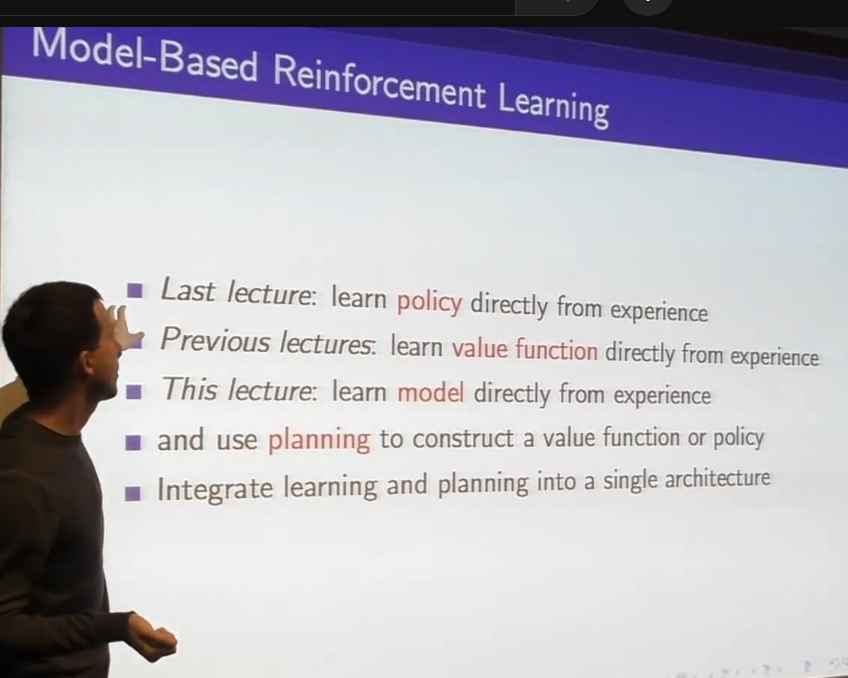 Model-Based Reinforcement Learning
Last lecture: learn policy directly from experience
Previous lectures: learn value function directly from experience
This lecture: learn model directly from experience
and use planning to construct a value function or policy
Integrate learning and planning into a single architecture